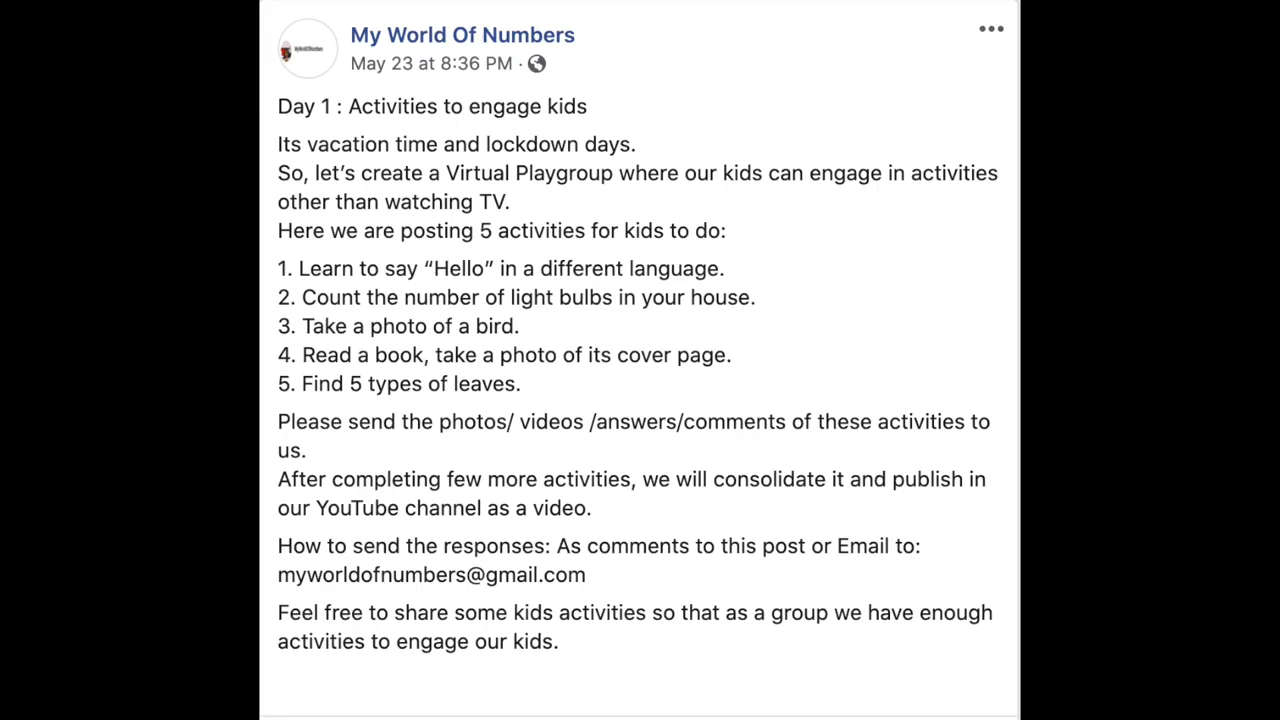 My World Of Numbers
May 23 at 8:36 PM ·
Day 1 : Activities to engage kids
Its vacation time and lockdown days.
So, let’s create a Virtual Playgroup where our kids can engage in activities
other than watching TV.
Here we are posting 5 activities for kids to do:
1. Learn to say “Hello” in a different language.
2. Count the number of light bulbs in your house.
3. Take a photo of a bird.
4. Read a book, take a photo of its cover page.
5. Find 5 types of leaves.
Please send the photos/ videos /answers/comments of these activities to
us.
After completing few more activities, we will consolidate it and publish in
our YouTube channel as a video.
How to send the responses: As comments to this post or Email to:
myworldofnumbers@gmail.com
Feel free to share some kids activities so that as a group we have enough
activities to engage our kids.